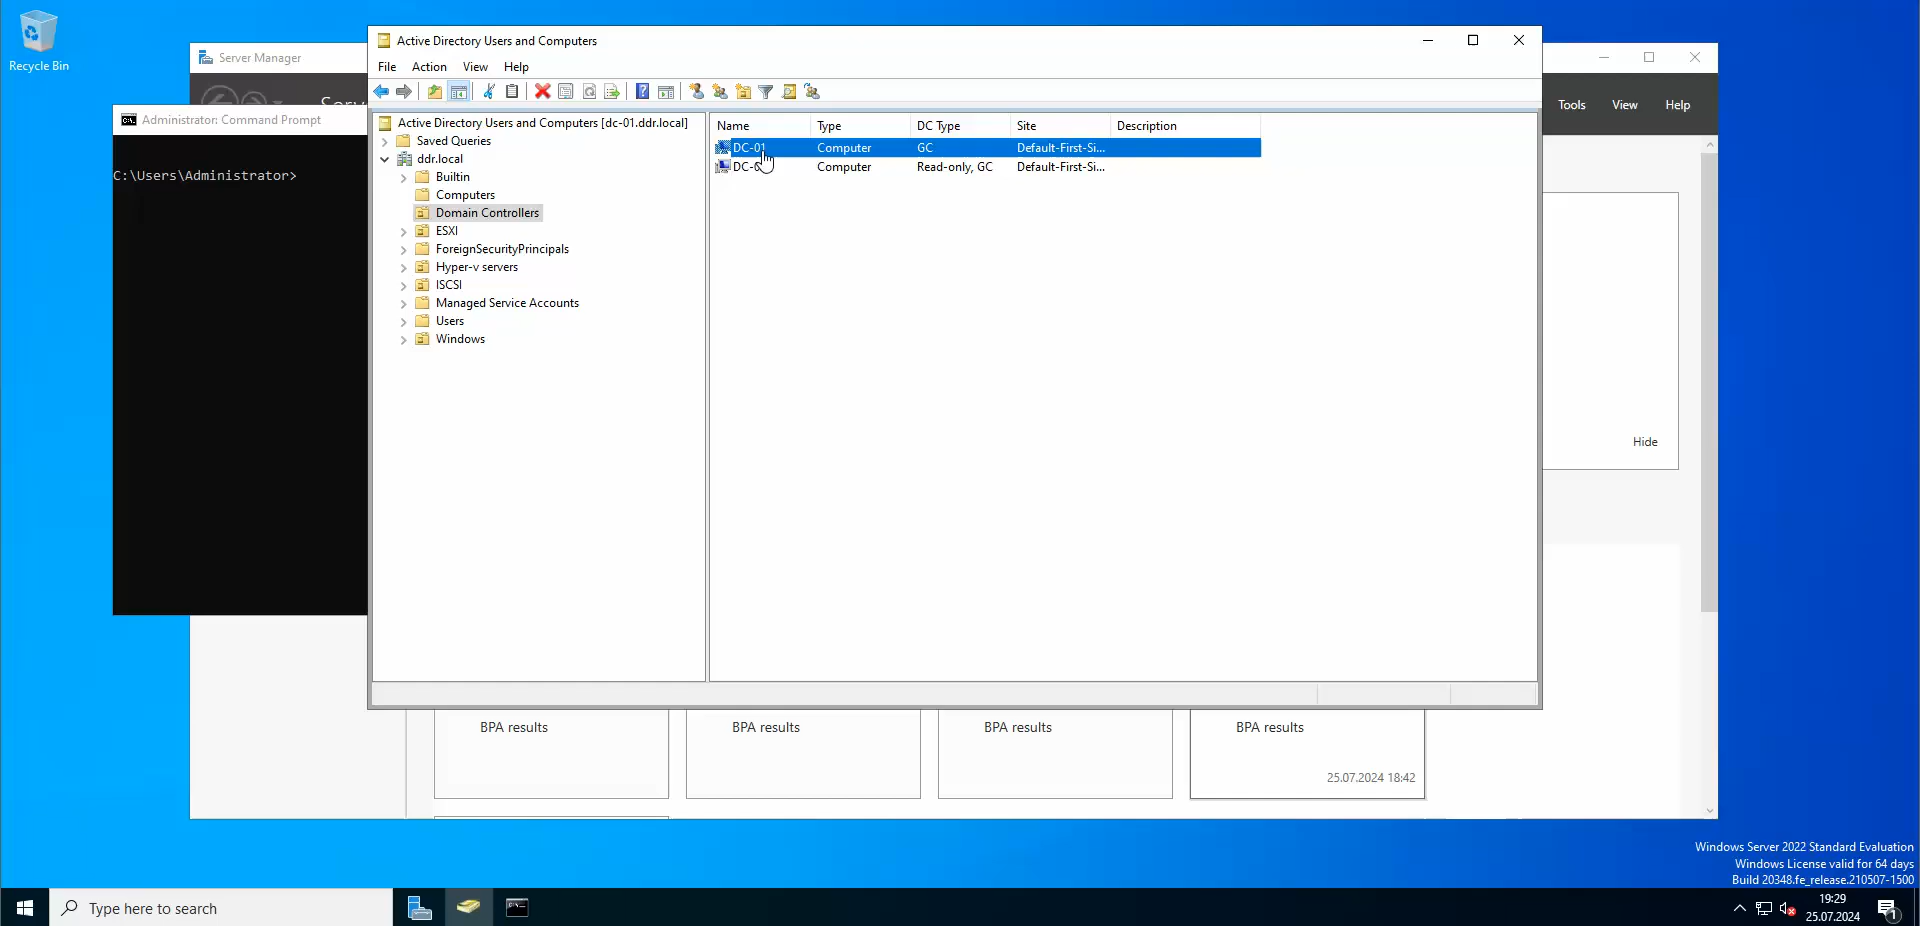 Recycle Bin
Server Manager
Administrator: Command Prompt
C:\Users\Administrator>
Active Directory Users and Computers
File Action View Help
Active Directory Users and Computers [dc-01.ddr.local]
Saved Queries
ddr.local
Builtin
Computers
Domain Controllers
ESXI
ForeignSecurityPrincipals
Hyper-v servers
ISCSI
Managed Service Accounts
Users
Windows
Name Type DC Type Site Description
DC-01 Computer GC Default-First-Si...
Computer Read-only, GC Default-First-Si...
Tools View Help
Hide
BPA results BPA results BPA results BPA results
25.07.2024 18:42
Windows Server 2022 Standard Evaluation
Windows License valid for 64 days
Build 20348.fe_release.210507-1500
Type here to search
19:29
25.07.2024
1